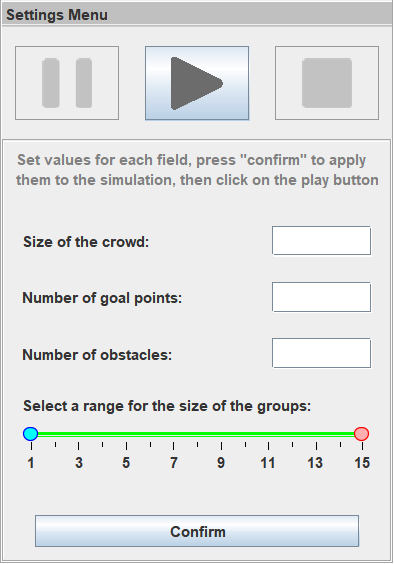 Settings Menu
Set values for each field, press "confirm" to apply
them to the simulation, then click on the play button
Size of the crowd:
Number of goal points:
Number of obstacles:
Select a range for the size of the groups:
1 3 5 7 9 11 13 15
Confirm